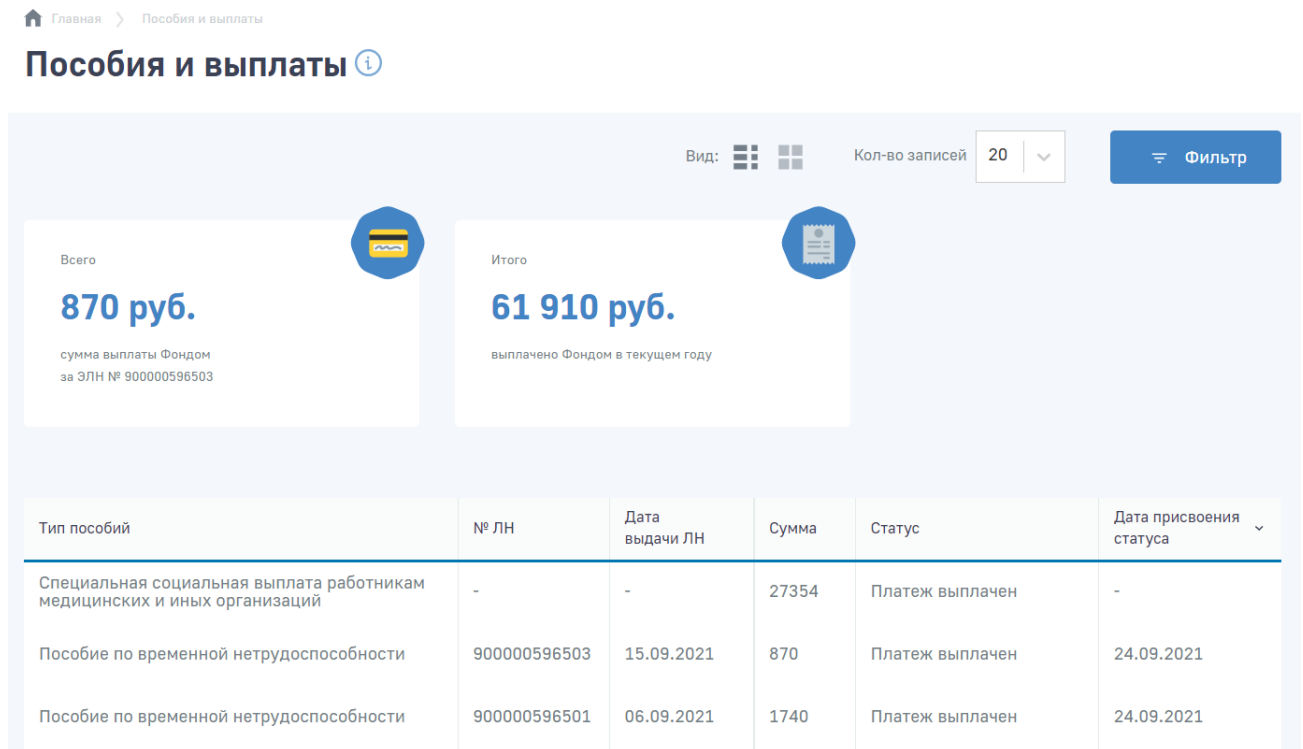 Главная Пособия и выплаты
Пособия и выплаты i
Вид: Кол-во записей 20 Фильтр
Всего
870 руб.
сумма выплаты Фондом
за ЭЛН № 900000596503
Итого
61 910 руб.
выплачено Фондом в текущем году
Тип пособий № ЛН Дата выдачи ЛН Сумма Статус Дата присвоения статуса
Специальная социальная выплата работникам
медицинских и иных организаций - - 27354 Платеж выплачен -
Пособие по временной нетрудоспособности 900000596503 15.09.2021 870 Платеж выплачен 24.09.2021
Пособие по временной нетрудоспособности 900000596501 06.09.2021 1740 Платеж выплачен 24.09.2021